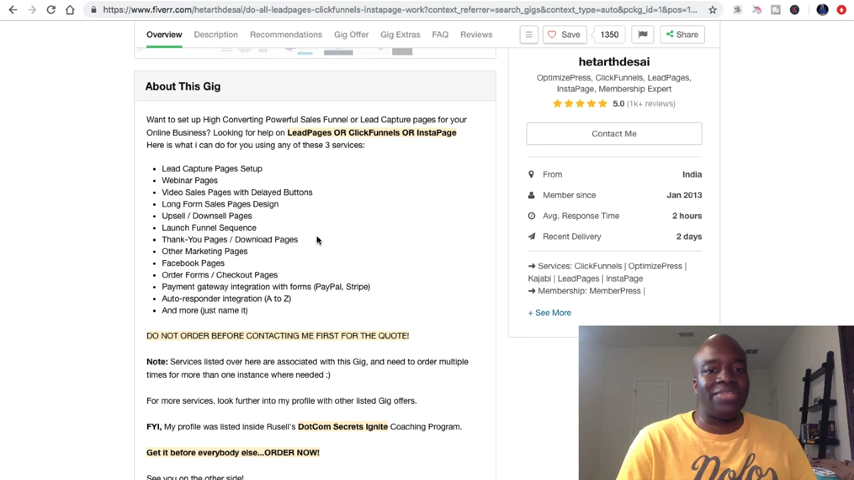 https://www.fiverr.com/hetarthdesai/do-all-leadpages-clickfunnels-instapage-work?context_referrer=search_gigs&context_type=auto&pckg_id=1&pos=1...
Overview Description Recommendations Gig Offer Gig Extras FAQ Reviews
Save 1350 Share
About This Gig
Want to set up High Converting Powerful Sales Funnel or Lead Capture pages for your
Online Business? Looking for help on LeadPages OR ClickFunnels OR InstaPage
Here is what i can do for you using any of these 3 services:
• Lead Capture Pages Setup
• Webinar Pages
• Video Sales Pages with Delayed Buttons
• Long Form Sales Pages Design
• Upsell / Downsell Pages
• Launch Funnel Sequence
• Thank-You Pages / Download Pages
• Other Marketing Pages
• Facebook Pages
• Order Forms / Checkout Pages
• Payment gateway integration with forms (PayPal, Stripe)
• Auto-responder integration (A to Z)
• And more (just name it)
DO NOT ORDER BEFORE CONTACTING ME FIRST FOR THE QUOTE!
Note: Services listed over here are associated with this Gig, and need to order multiple
times for more than one instance where needed :)
For more services, look further into my profile with other listed Gig offers.
FYI, My profile was listed inside Rusell's DotCom Secrets Ignite Coaching Program.
Get it before everybody else...ORDER NOW!
See you on the other side!
hetarthdesai
OptimizePress, ClickFunnels, LeadPages,
InstaPage, Membership Expert
5.0 (1k+ reviews)
Contact Me
From India
Member since Jan 2013
Avg. Response Time 2 hours
Recent Delivery 2 days
➔ Services: ClickFunnels | OptimizePress |
Kajabi | LeadPages | InstaPage
➔ Membership: MemberPress |
+ See More